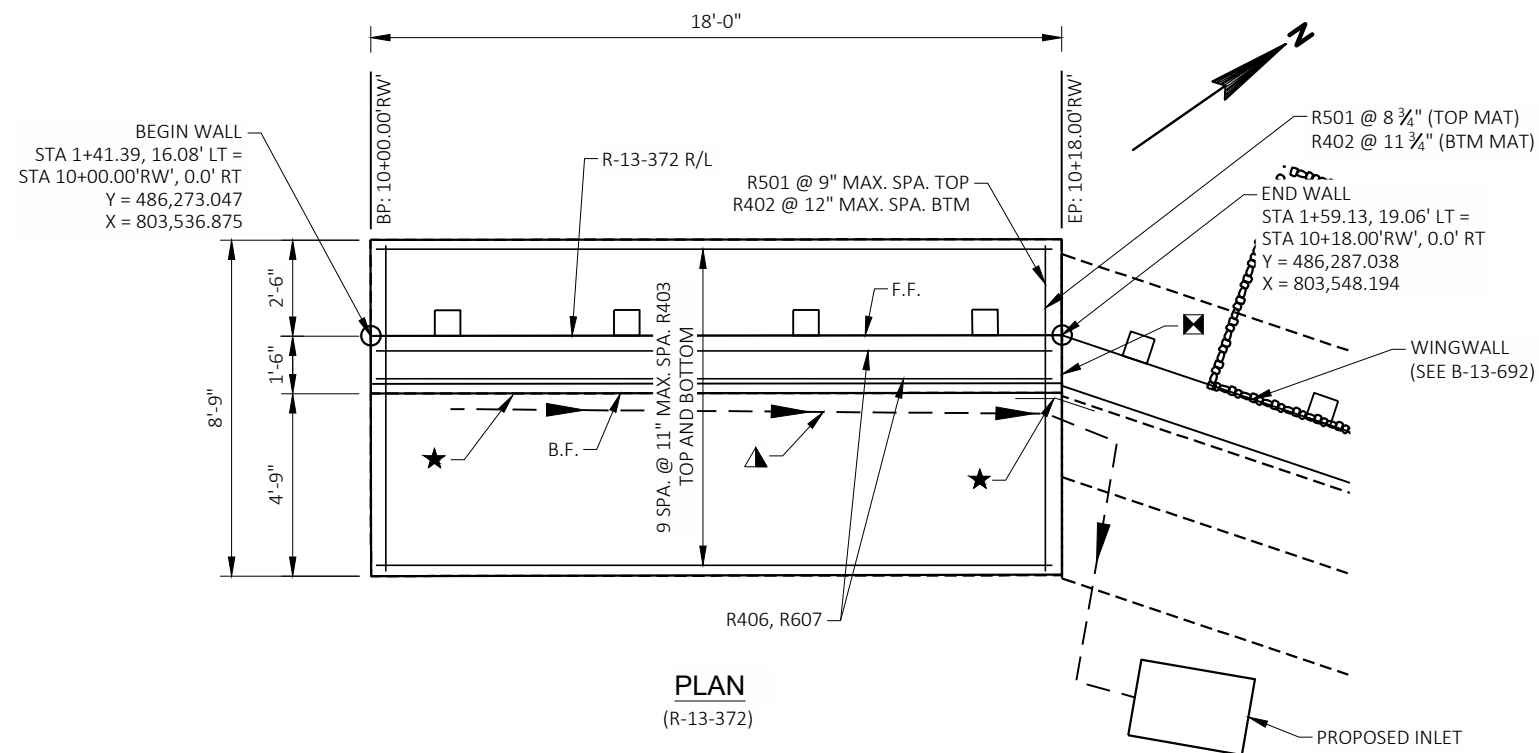 18'-0"
N
BP: 10+00.00'RW'
EP: 10+18.00'RW'
BEGIN WALL
STA 1+41.39, 16.08' LT =
STA 10+00.00'RW', 0.0' RT
Y = 486,273.047
X = 803,536.875
R-13-372 R/L
R501 @ 9" MAX. SPA. TOP
R402 @ 12" MAX. SPA. BTM
R501 @ 8 ¾" (TOP MAT)
R402 @ 11 ¾" (BTM MAT)
END WALL
STA 1+59.13, 19.06' LT =
STA 10+18.00'RW', 0.0' RT
Y = 486,287.038
X = 803,548.194
8'-9"
2'-6"
1'-6"
4'-9"
F.F.
9 SPA. @ 11" MAX. SPA. R403
TOP AND BOTTOM
WINGWALL
(SEE B-13-692)
B.F.
R406, R607
PLAN
(R-13-372)
PROPOSED INLET